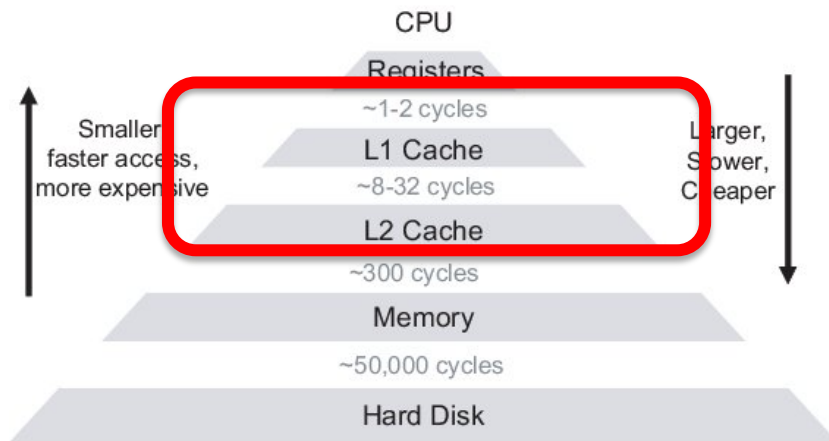 CPU
Registers
~1-2 cycles
Smaller
faster access,
more expensive
L1 Cache
Larger,
Slower,
Cheaper
~8-32 cycles
L2 Cache
~300 cycles
Memory
~50,000 cycles
Hard Disk